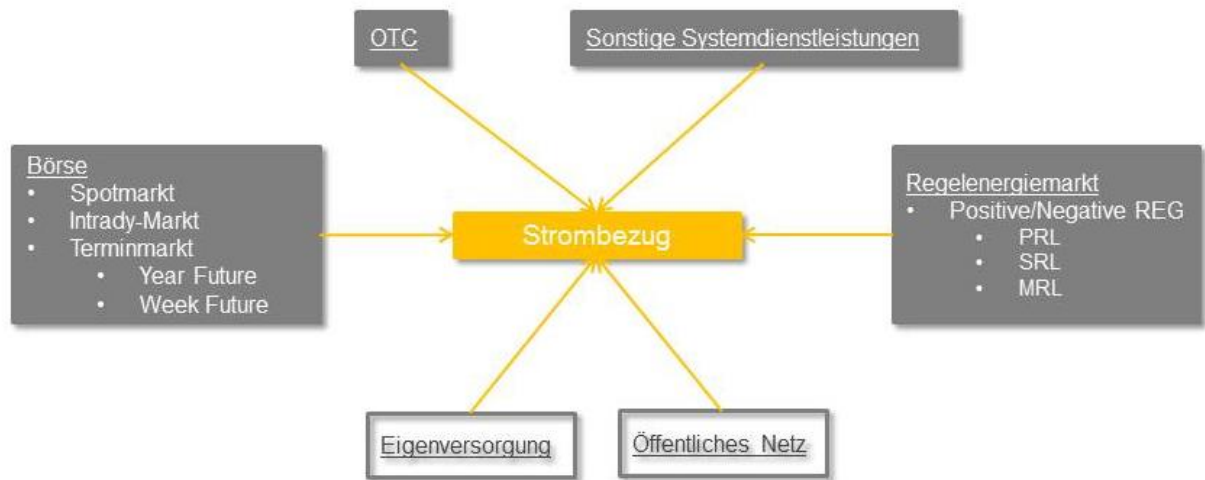 OTC
Sonstige Systemdienstleistungen
Börse
• Spotmarkt
• Intrady-Markt
• Terminmarkt
• Year Future
• Week Future
Strombezug
Regelenergiemarkt
• Positive/Negative REG
• PRL
• SRL
• MRL
Eigenversorgung
Öffentliches Netz